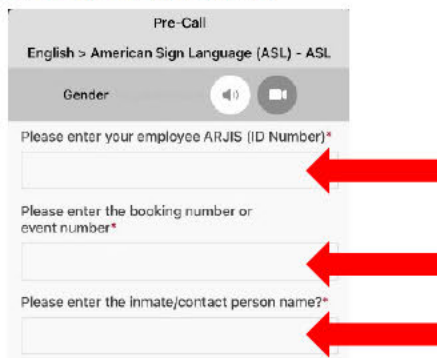 Pre-Call
English > American Sign Language (ASL) - ASL
Gender
Please enter your employee ARJIS (ID Number)*
Please enter the booking number or
event number*
Please enter the inmate/contact person name?*